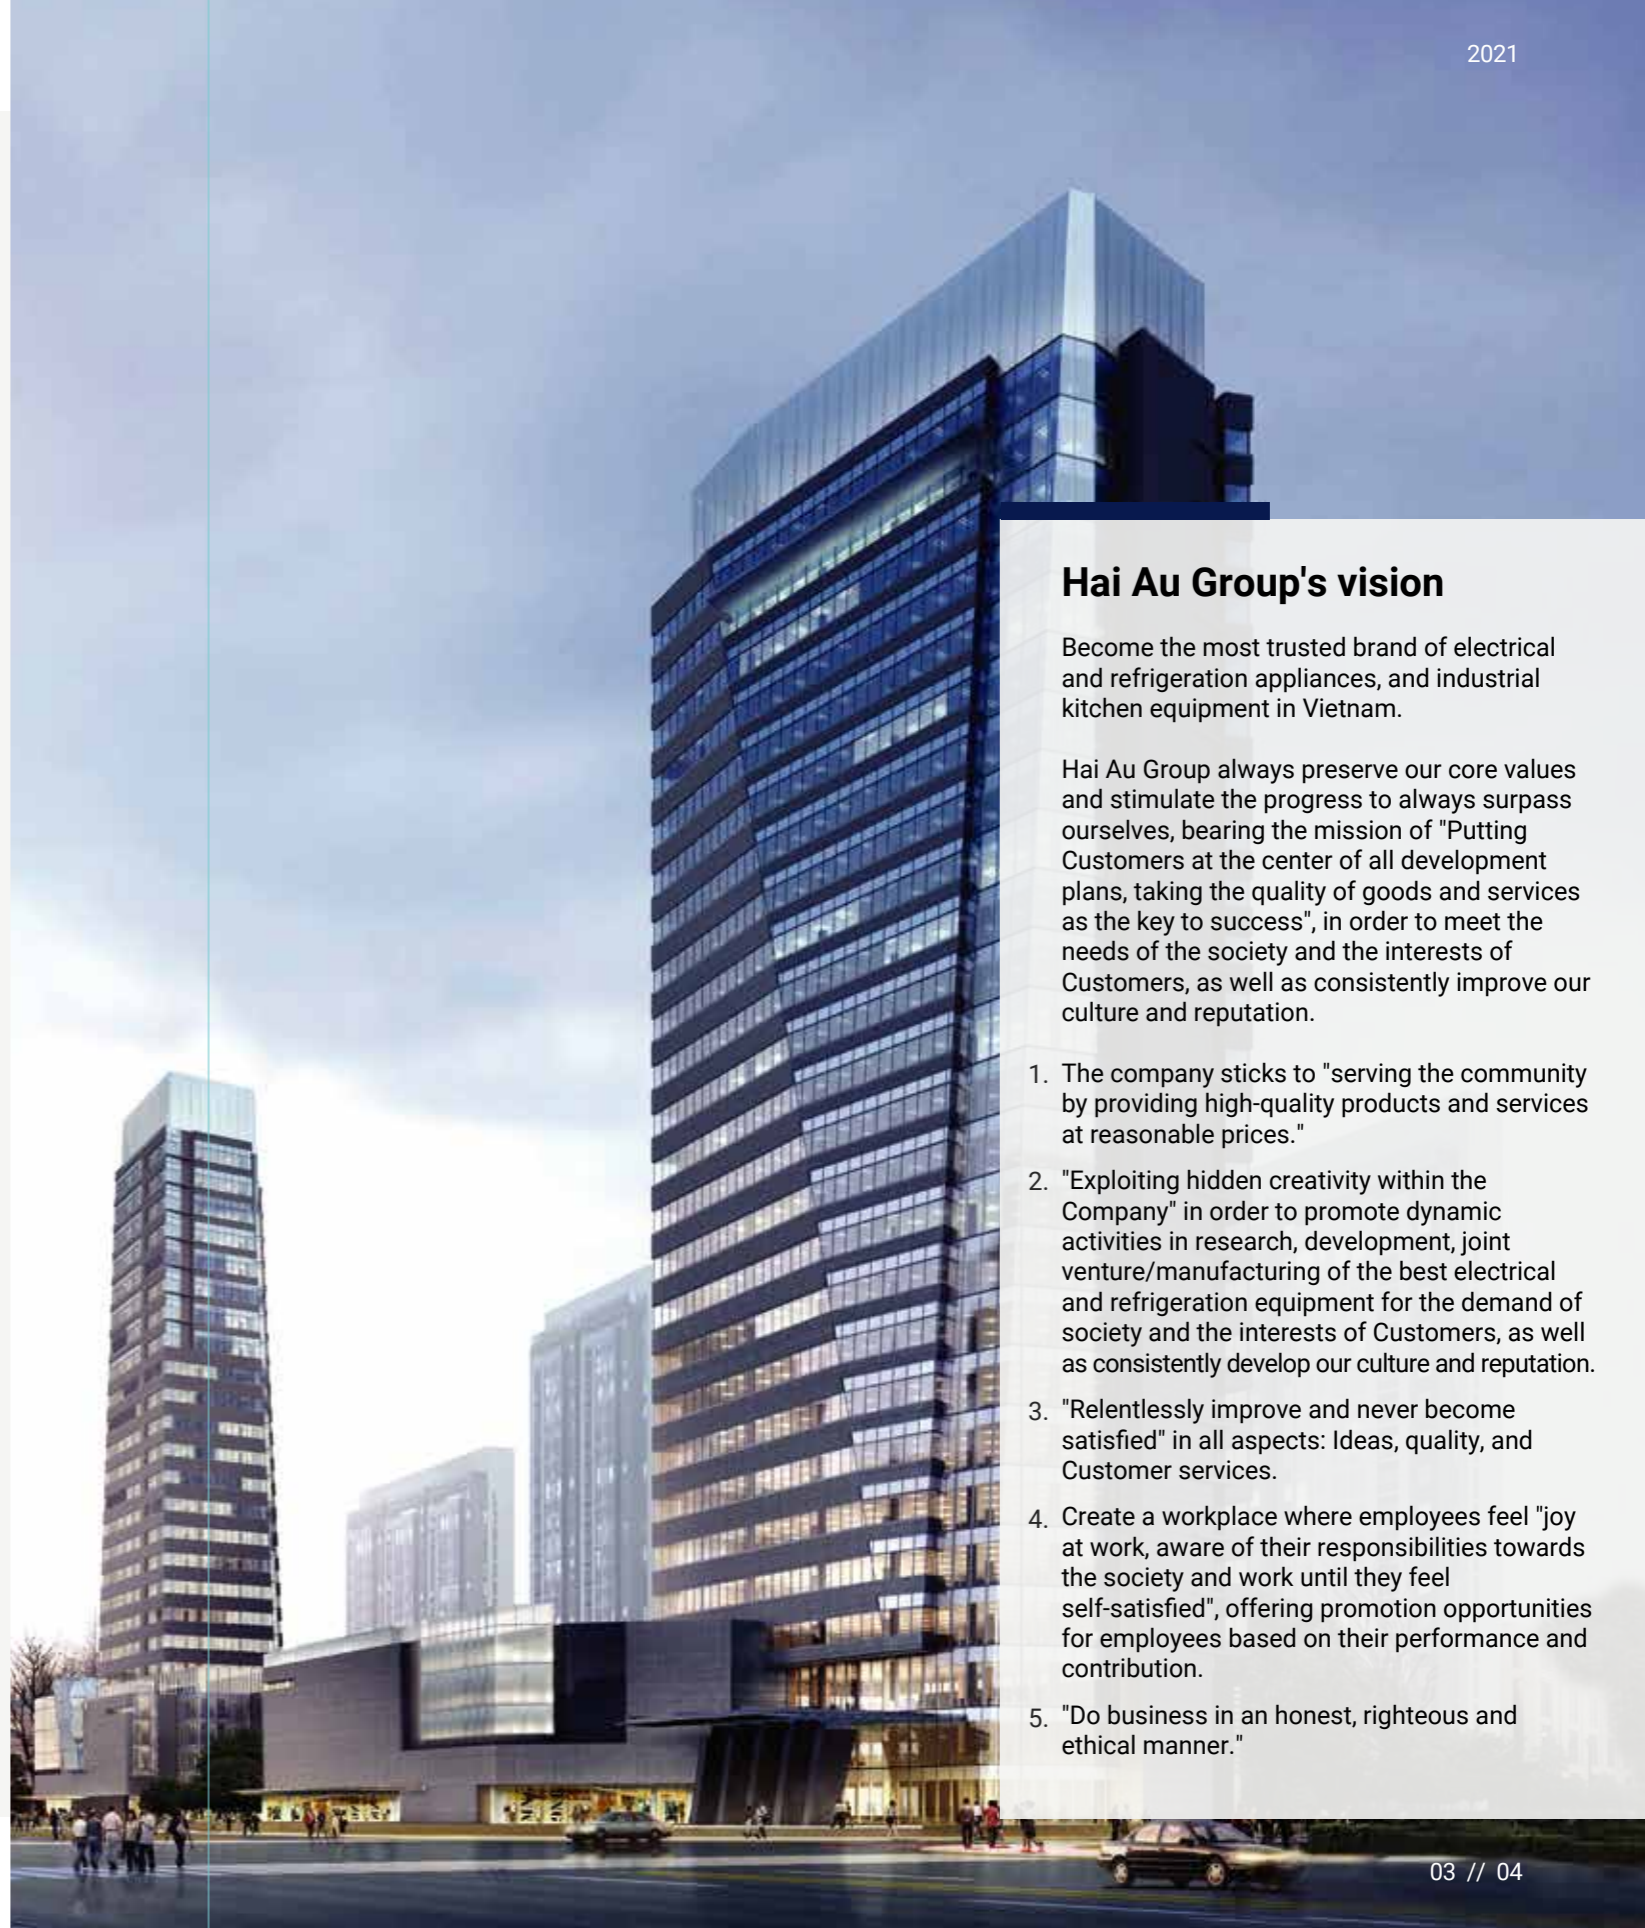 2021
Hai Au Group's vision
Become the most trusted brand of electrical
and refrigeration appliances, and industrial
kitchen equipment in Vietnam.
Hai Au Group always preserve our core values
and stimulate the progress to always surpass
ourselves, bearing the mission of "Putting
Customers at the center of all development
plans, taking the quality of goods and services
as the key to success", in order to meet the
needs of the society and the interests of
Customers, as well as consistently improve our
culture and reputation.
1. The company sticks to "serving the community
by providing high-quality products and services
at reasonable prices."
2. "Exploiting hidden creativity within the
Company" in order to promote dynamic
activities in research, development, joint
venture/manufacturing of the best electrical
and refrigeration equipment for the demand of
society and the interests of Customers, as well
as consistently develop our culture and reputation.
3. "Relentlessly improve and never become
satisfied" in all aspects: Ideas, quality, and
Customer services.
4. Create a workplace where employees feel "joy
at work, aware of their responsibilities towards
the society and work until they feel
self-satisfied", offering promotion opportunities
for employees based on their performance and
contribution.
5. "Do business in an honest, righteous and
ethical manner."
03 // 04